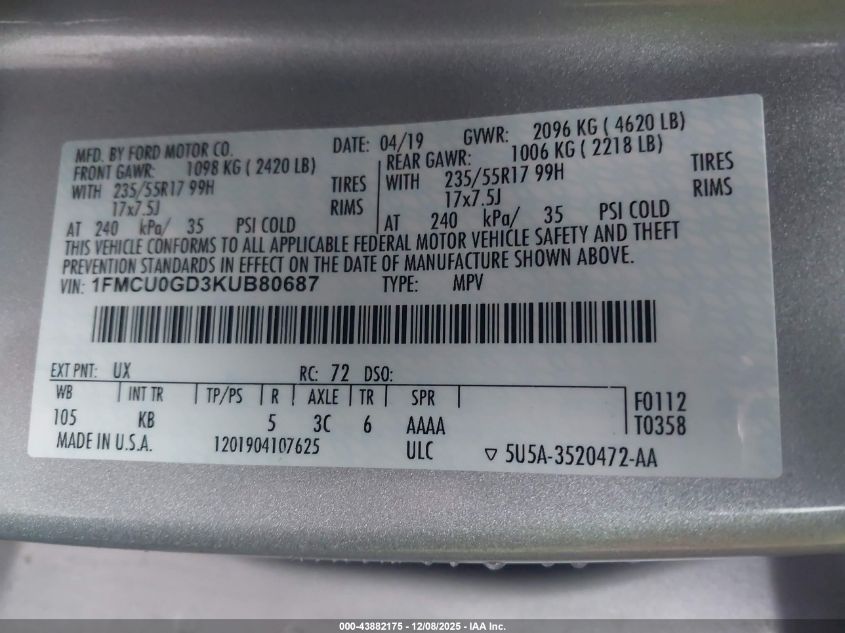 MFD. BY FORD MOTOR CO. DATE: 04/19 GVWR: 2096 KG ( 4620 LB)
FRONT GAWR: 1098 KG ( 2420 LB) REAR GAWR: 1006 KG ( 2218 LB)
WITH 235/55R17 99H TIRES WITH 235/55R17 99H TIRES
17x7.5J RIMS 17x7.5J RIMS
AT 240 kPa/ 35 PSI COLD AT 240 kPa/ 35 PSI COLD
THIS VEHICLE CONFORMS TO ALL APPLICABLE FEDERAL MOTOR VEHICLE SAFETY AND THEFT
PREVENTION STANDARDS IN EFFECT ON THE DATE OF MANUFACTURE SHOWN ABOVE.
VIN: 1FMCU0GD3KUB80687 TYPE: MPV
EXT PNT: UX RC: 72 DSO:
WB INT TR TP/PS R AXLE TR SPR F0112
105 KB 5 3C 6 AAAA T0358
MADE IN U.S.A. 1201904107625 ULC ▽ 5U5A-3520472-AA
000-43882175 - 12/08/2025 - IAA Inc.